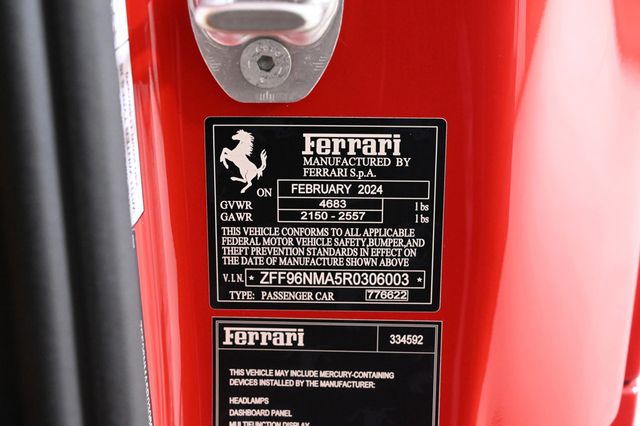 Ferrari
MANUFACTURED BY
FERRARI S.p.A.
ON FEBRUARY 2024
GVWR 4683 lbs
GAWR 2150 - 2557 lbs
THIS VEHICLE CONFORMS TO ALL APPLICABLE
FEDERAL MOTOR VEHICLE SAFETY,BUMPER,AND
THEFT PREVENTION STANDARDS IN EFFECT ON
THE DATE OF MANUFACTURE SHOWN ABOVE
V.I.N. * ZFF96NMA5R0306003 *
TYPE: PASSENGER CAR 776622
Ferrari 334592
THIS VEHICLE MAY INCLUDE MERCURY-CONTAINING
DEVICES INSTALLED BY THE MANUFACTURER:
HEADLAMPS
DASHBOARD PANEL
MULTIFUNCTION DISPLAY